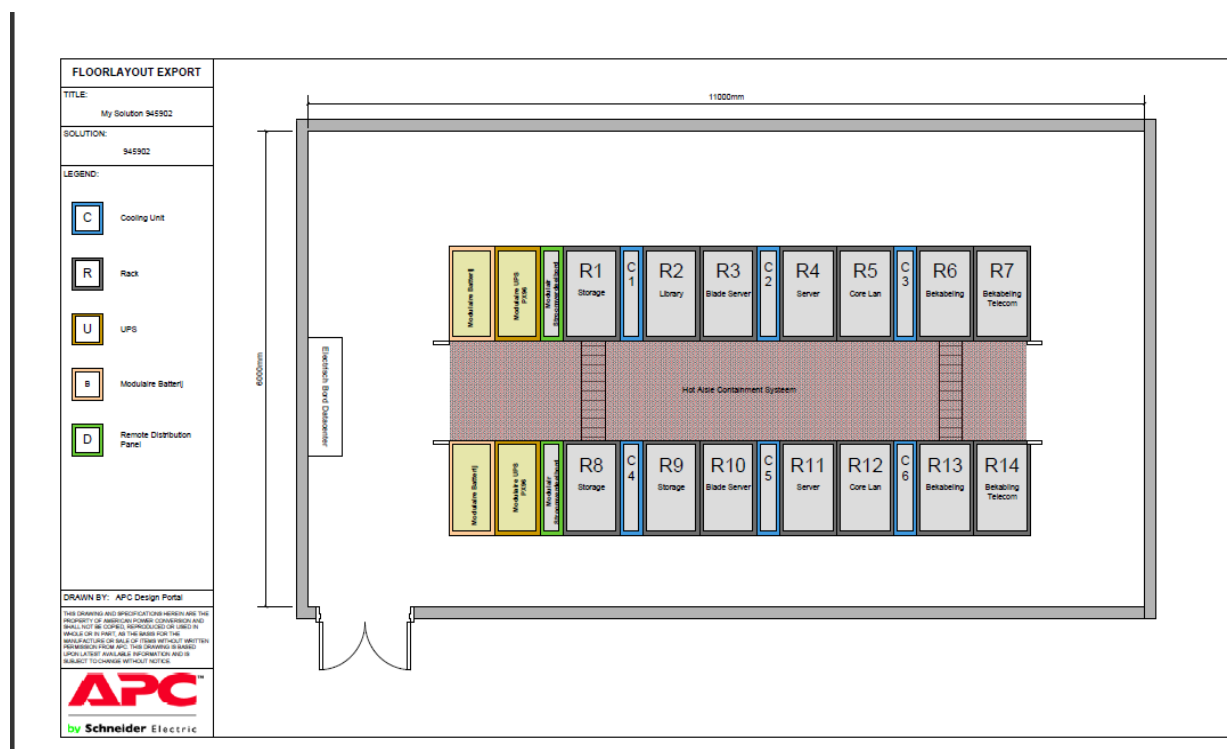 FLOORLAYOUT EXPORT
TITLE:
My Solution 945902
SOLUTION:
945902
LEGEND:
C
Cooling Unit
R
Rack
U
UPS
B
Modulaire Batterij
D
Remote Distribution
Panel
DRAWN BY: APC Design Portal
THIS DRAWING AND SPECIFICATIONS HEREIN ARE THE
PROPERTY OF AMERICAN POWER CONVERSION AND
SHALL NOT BE COPIED, REPRODUCED OR USED IN
WHOLE OR IN PART, AS THE BASIS FOR THE
MANUFACTURE OR SALE OF ITEMS WITHOUT WRITTEN
PERMISSION FROM APC. THIS DRAWING IS BASED
UPON LATEST AVAILABLE INFORMATION AND IS
SUBJECT TO CHANGE WITHOUT NOTICE.
APC™
by Schneider Electric
11000mm
6000mm
Electrisch Bord Datacenter
Modulaire Batterij
Modulaire UPS
PX96
Modulair
R1
Storage
C
1
R2
Library
R3
Blade Server
C
2
R4
Server
R5
Core Lan
C
3
R6
Bekabeling
R7
Bekabeling
Telecom
Hot Aisle Containment Systeem
Modulaire Batterij
Modulaire UPS
PX96
Modulair
R8
Storage
C
4
R9
Storage
R10
Blade Server
C
5
R11
Server
R12
Core Lan
C
6
R13
Bekabeling
R14
Bekabling
Telecom